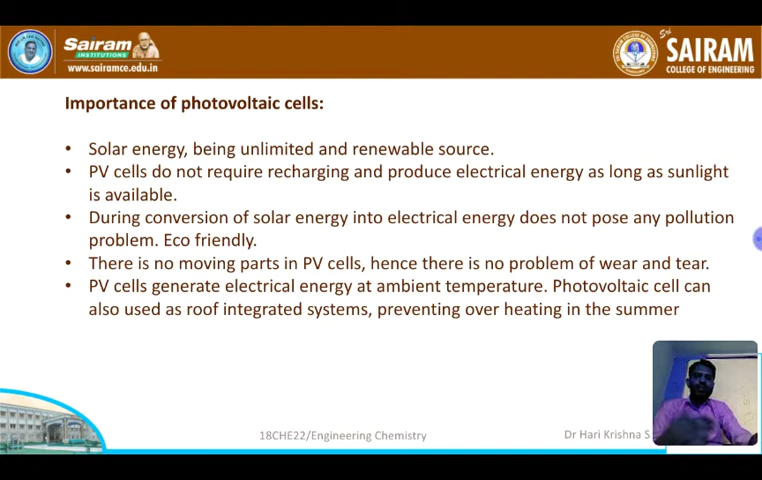 Sairam
INSTITUTIONS
www.sairamce.edu.in
Sri
SAIRAM
COLLEGE OF ENGINEERING
Importance of photovoltaic cells:
• Solar energy, being unlimited and renewable source.
• PV cells do not require recharging and produce electrical energy as long as sunlight
is available.
• During conversion of solar energy into electrical energy does not pose any pollution
problem. Eco friendly.
• There is no moving parts in PV cells, hence there is no problem of wear and tear.
• PV cells generate electrical energy at ambient temperature. Photovoltaic cell can
also used as roof integrated systems, preventing over heating in the summer
18CHE22/Engineering Chemistry
Dr Hari Krishna S